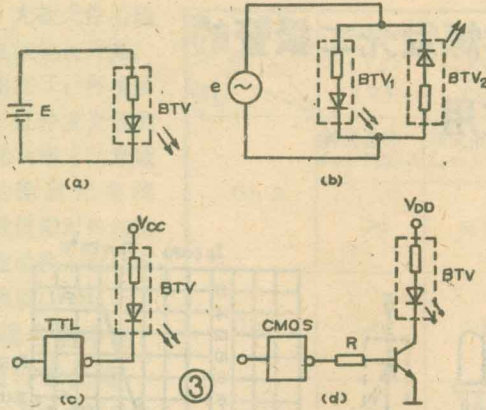 E
BTV
(a)
e
BTV₁
BTV₂
(b)
VCC
BTV
TTL
(c)
③
VDD
BTV
CMOS
R
(d)